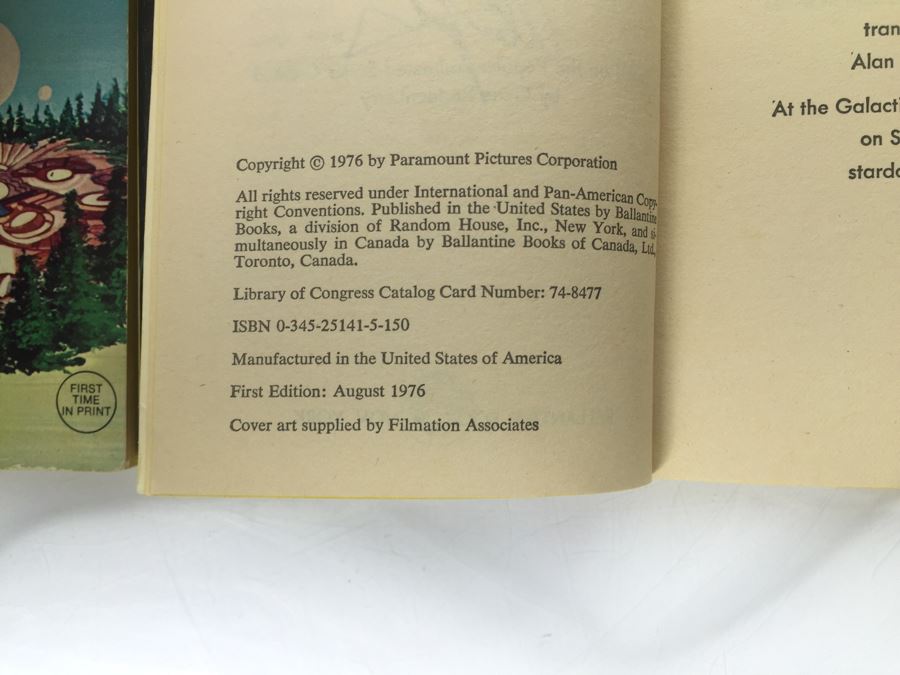 FIRST
TIME
IN PRINT
Copyright © 1976 by Paramount Pictures Corporation
All rights reserved under International and Pan-American Copy-
right Conventions. Published in the United States by Ballantine
Books, a division of Random House, Inc., New York, and si-
multaneously in Canada by Ballantine Books of Canada, Ltd.,
Toronto, Canada.
Library of Congress Catalog Card Number: 74-8477
ISBN 0-345-25141-5-150
Manufactured in the United States of America
First Edition: August 1976
Cover art supplied by Filmation Associates
Alan
At the
on